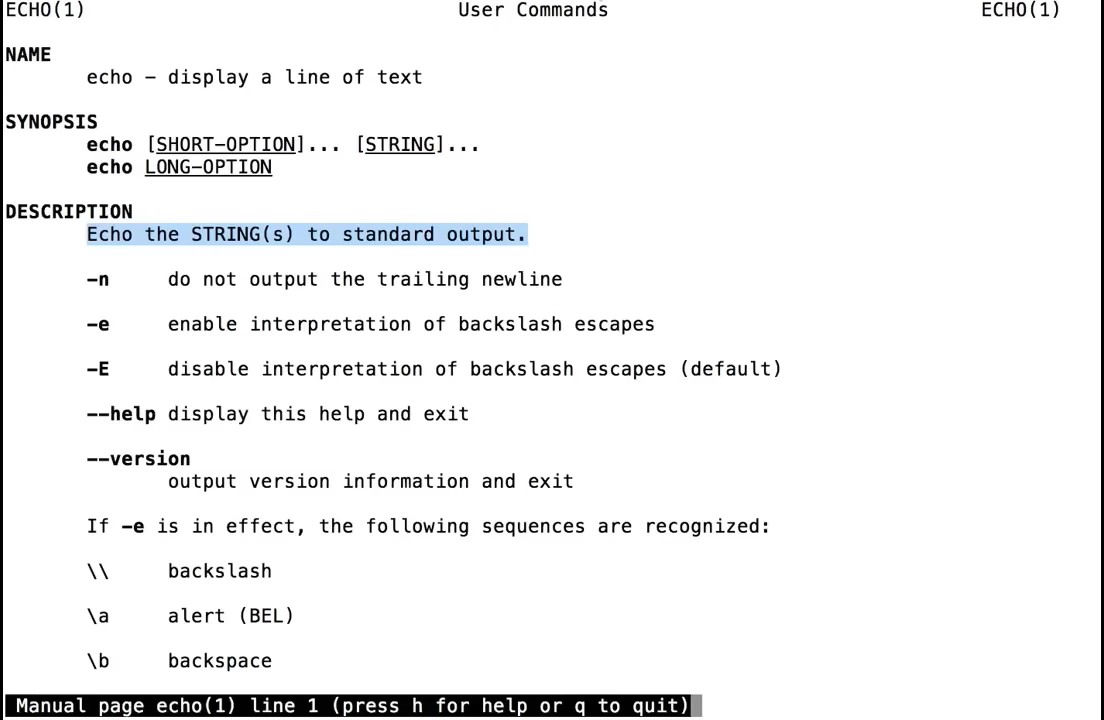 ECHO(1) User Commands ECHO(1)
NAME
echo – display a line of text
SYNOPSIS
echo [SHORT–OPTION]... [STRING]...
echo LONG–OPTION
DESCRIPTION
Echo the STRING(s) to standard output.
–n do not output the trailing newline
–e enable interpretation of backslash escapes
–E disable interpretation of backslash escapes (default)
––help display this help and exit
––version
output version information and exit
If –e is in effect, the following sequences are recognized:
\\ backslash
\a alert (BEL)
\b backspace
Manual page echo(1) line 1 (press h for help or q to quit)